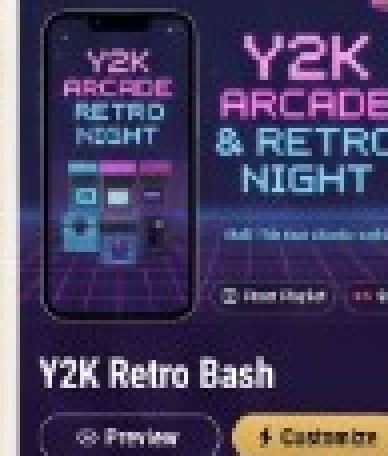 Y2K
ARCADE
RETRO
NIGHT
Y2K
ARCADE
& RETRO
NIGHT
Y2K Retro Bash
Preview
Customize